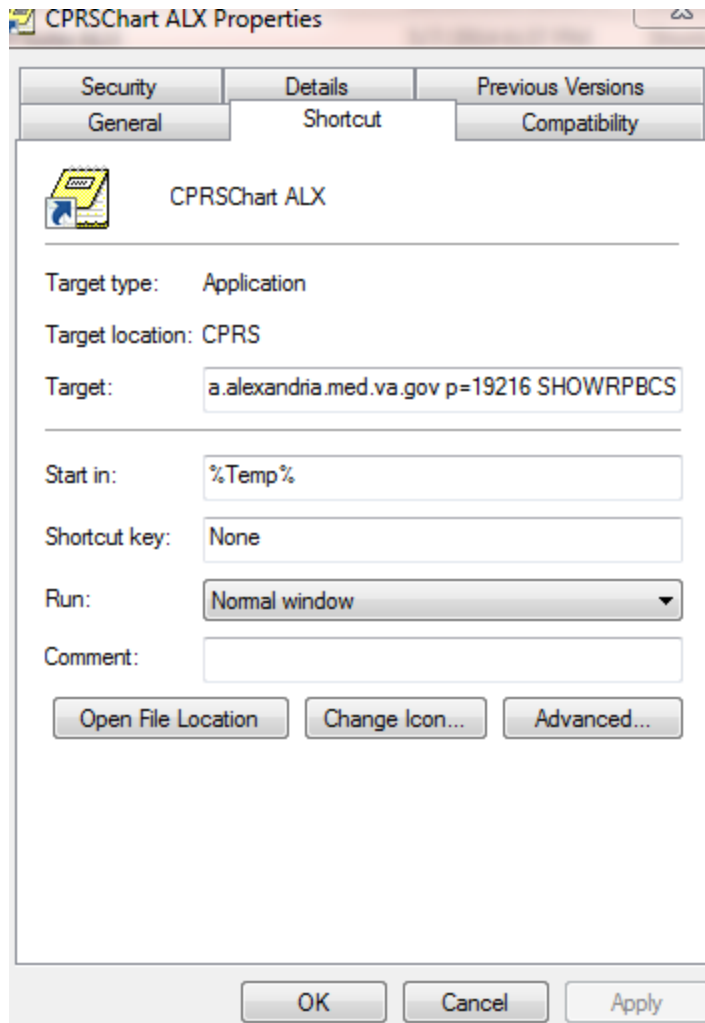 CPRSChart ALX Properties
Security Details Previous Versions
General Shortcut Compatibility
CPRSChart ALX
Target type: Application
Target location: CPRS
Target: a.alexandria.med.va.gov p=19216 SHOWRPBCS
Start in: %Temp%
Shortcut key: None
Run: Normal window
Comment:
Open File Location Change Icon... Advanced...
OK Cancel Apply